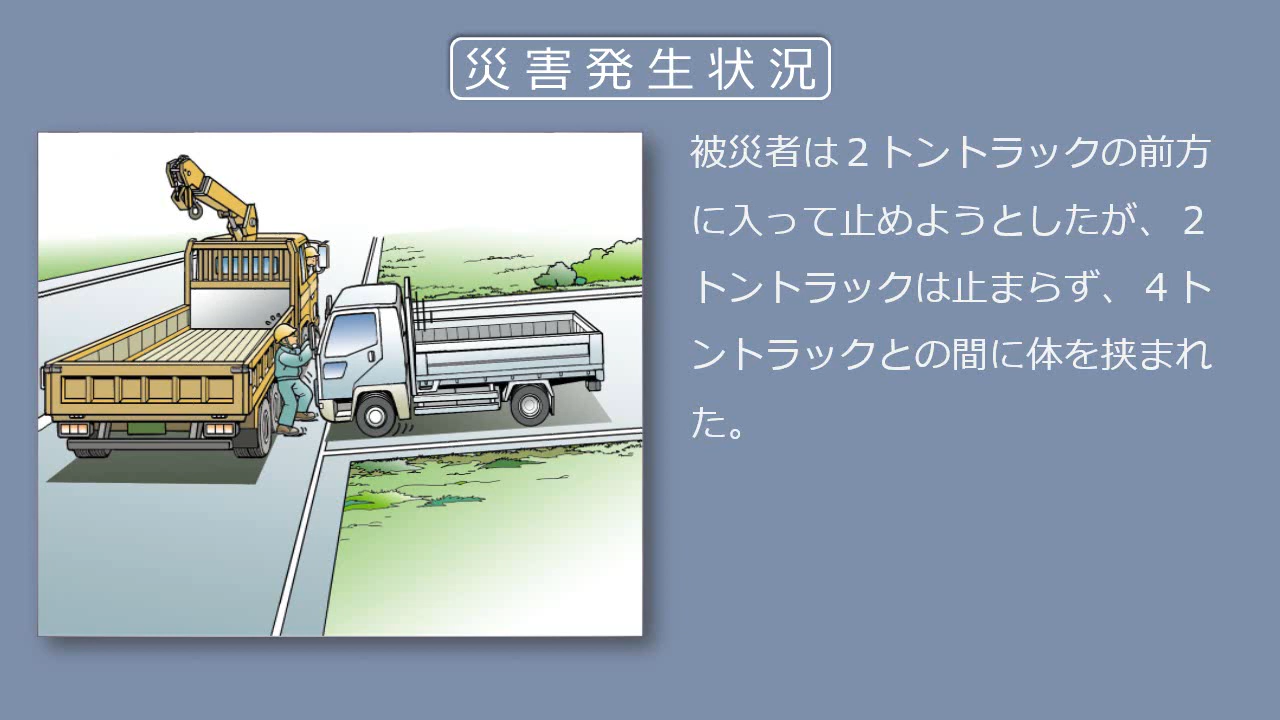 災害発生状況
被災者は２トントラックの前方
に入って止めようとしたが、２
トントラックは止まらず、４ト
ントラックとの間に体を挟まれ
た。